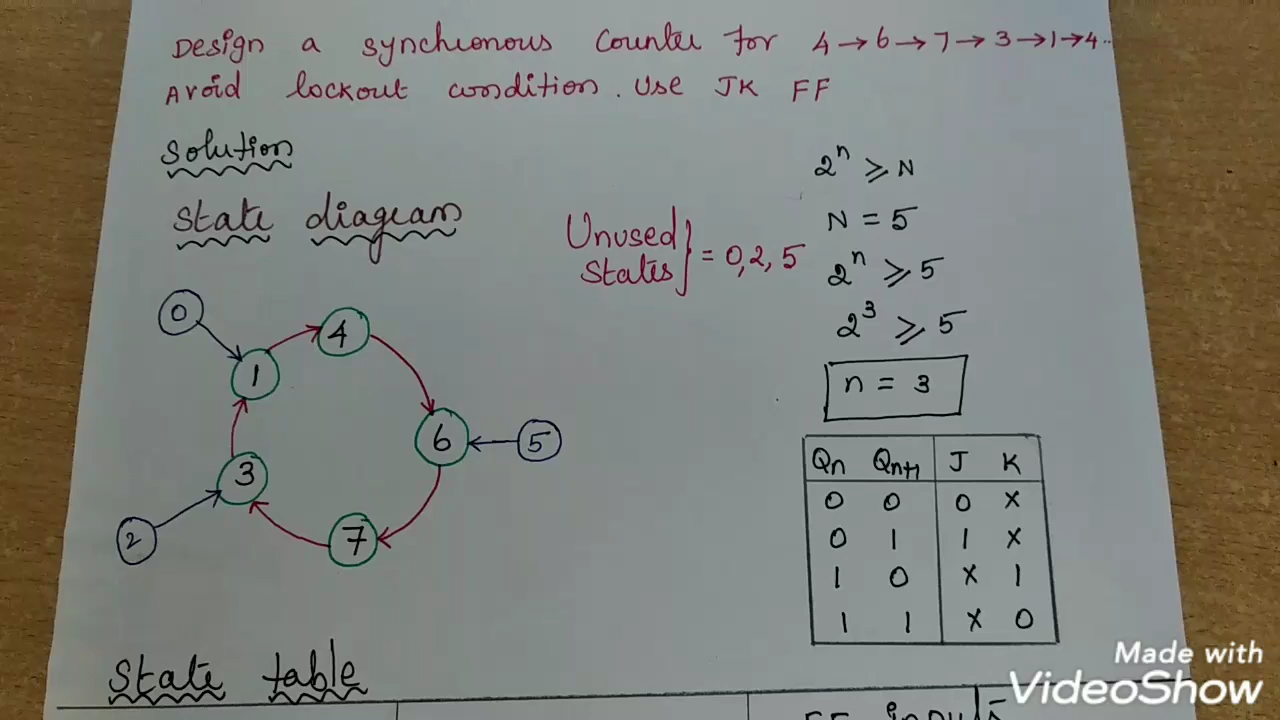 Design a synchronous counter for 4→6→7→3→1→4..
Avoid lockout condition. Use JK FF
Solution
State diagram
Unused States } = 0, 2, 5
2ⁿ ≥ N
N = 5
2ⁿ ≥ 5
2³ ≥ 5
n = 3
0
4
1
6
5
3
2
7
Qn Qn+1 J K
0 0 0 X
0 1 1 X
1 0 X 1
1 1 X 0
State table
FF inputs
Made with
VideoShow